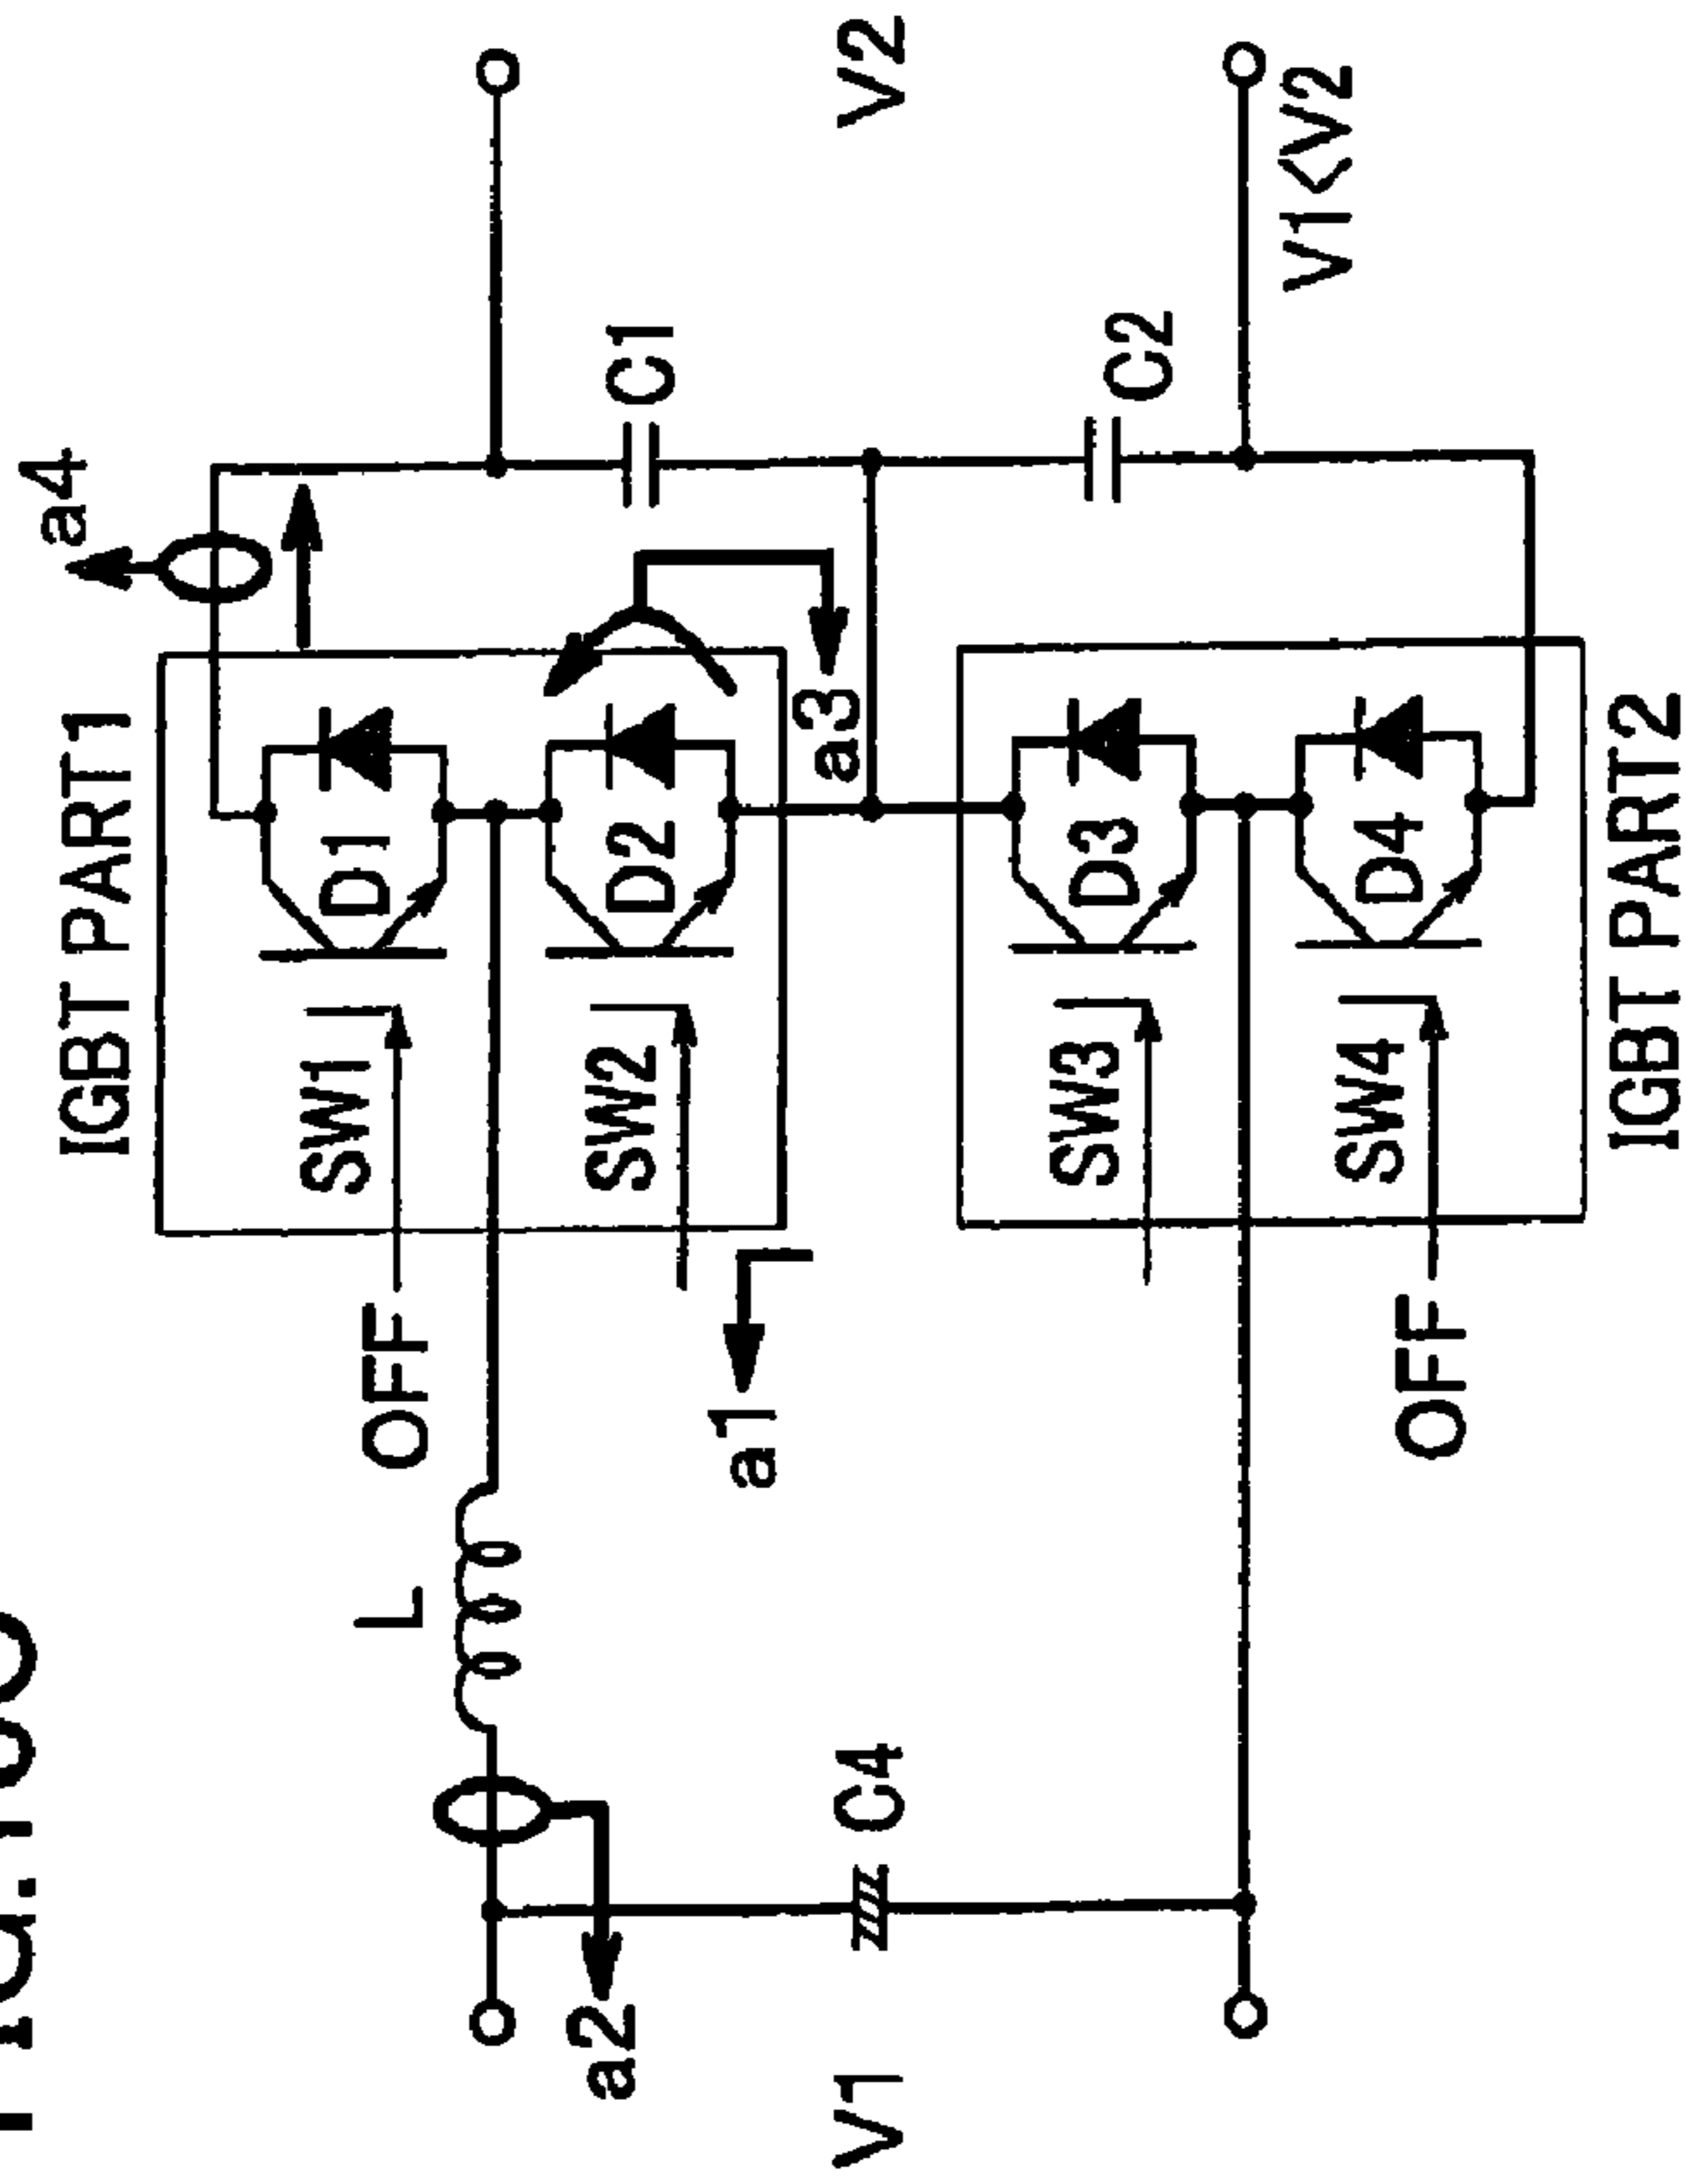 a4
IGBT PART1
SW1
D1
L
OFF
a2
SW2
D2
C1
a1
a3
V1
C4
V2
SW3
D3
C2
V1<V2
SW4
D4
OFF
IGBT PART2